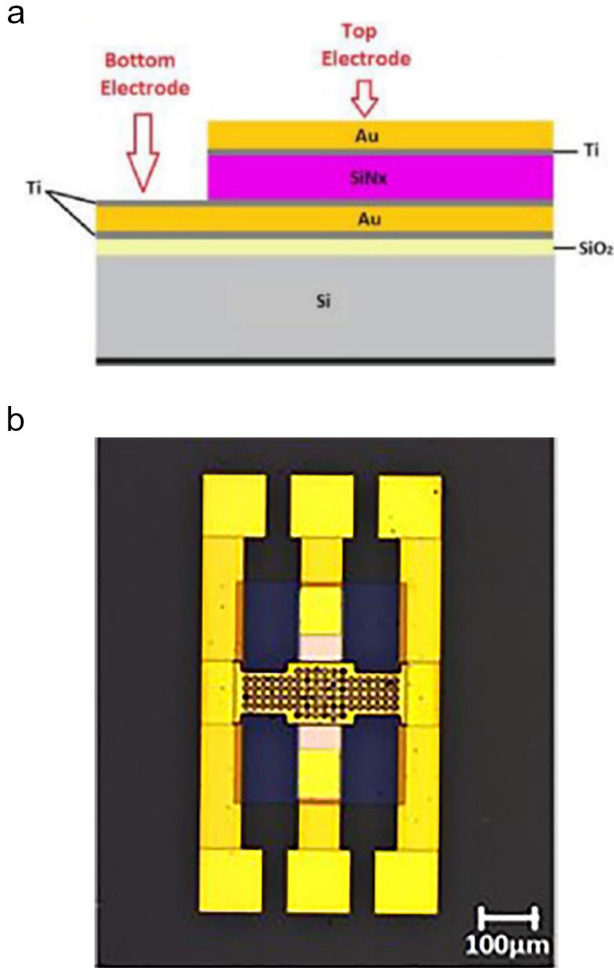 a
Bottom
Electrode
Top
Electrode
Au
Ti
SiNx
Ti
Au
SiO₂
Si
b
100μm